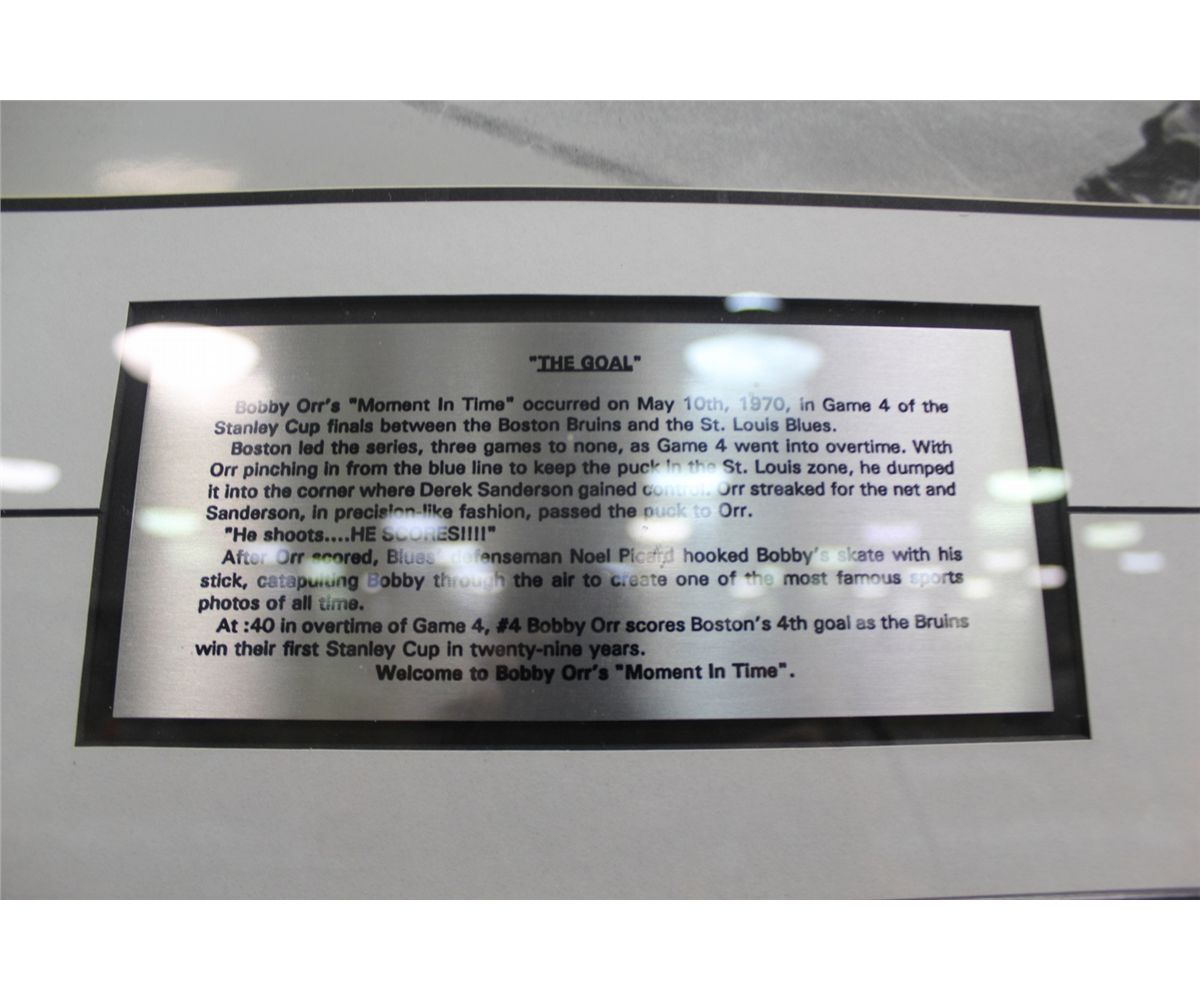 "THE GOAL"
Bobby Orr's "Moment In Time" occurred on May 10th, 1970, in Game 4 of the
Stanley Cup finals between the Boston Bruins and the St. Louis Blues.
Boston led the series, three games to none, as Game 4 went into overtime. With
Orr pinching in from the blue line to keep the puck in the St. Louis zone, he dumped
it into the corner where Derek Sanderson gained control. Orr streaked for the net and
Sanderson, in precision-like fashion, passed the puck to Orr.
"He shoots....HE SCORES!!!!"
After Orr scored, Blues' defenseman Noel Picard hooked Bobby's skate with his
stick, catapulting Bobby through the air to create one of the most famous sports
photos of all time.
At :40 in overtime of Game 4, #4 Bobby Orr scores Boston's 4th goal as the Bruins
win their first Stanley Cup in twenty-nine years.
Welcome to Bobby Orr's "Moment In Time".